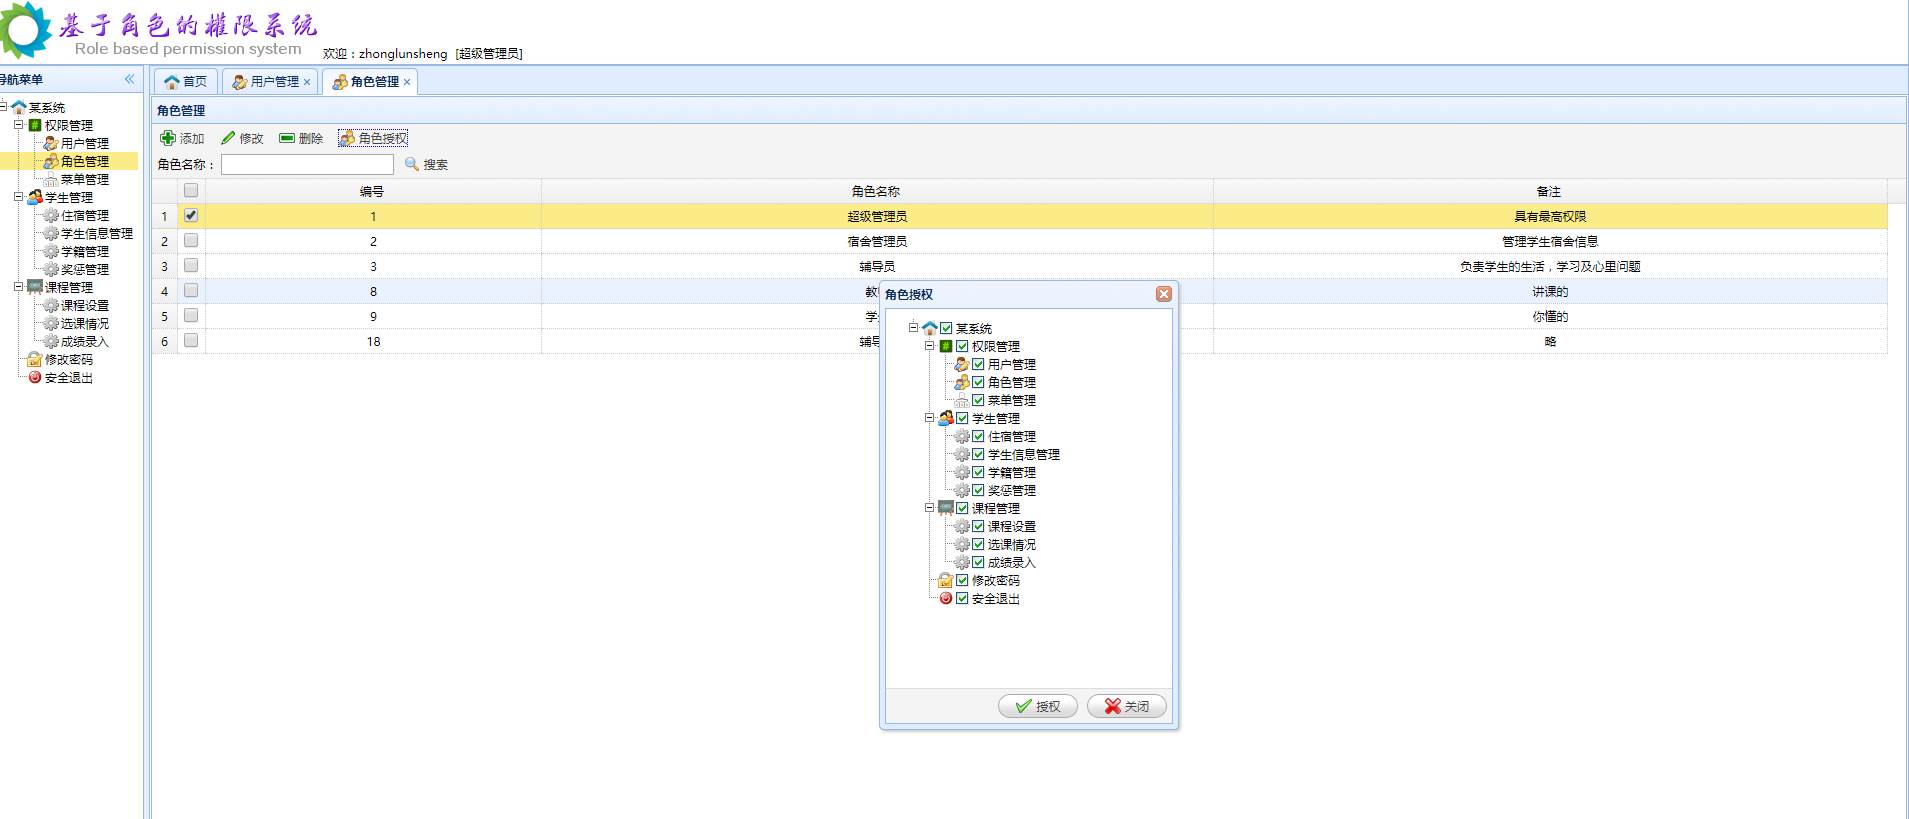 基于角色的權限系统
Role based permission system
欢迎：zhonglunsheng [超级管理员]
导航菜单
首页
用户管理
角色管理
某系统
权限管理
用户管理
角色管理
菜单管理
学生管理
住宿管理
学生信息管理
学籍管理
奖惩管理
课程管理
课程设置
选课情况
成绩录入
修改密码
安全退出
角色管理
添加 修改 删除 角色授权
角色名称： 搜索
编号 角色名称 备注
1 1 超级管理员 具有最高权限
2 2 宿舍管理员 管理学生宿舍信息
3 3 辅导员 负责学生的生活，学习及心里问题
4 8 教 讲课的
5 9 学 你懂的
6 18 辅导 略
角色授权
某系统
权限管理
用户管理
角色管理
菜单管理
学生管理
住宿管理
学生信息管理
学籍管理
奖惩管理
课程管理
课程设置
选课情况
成绩录入
修改密码
安全退出
授权 关闭